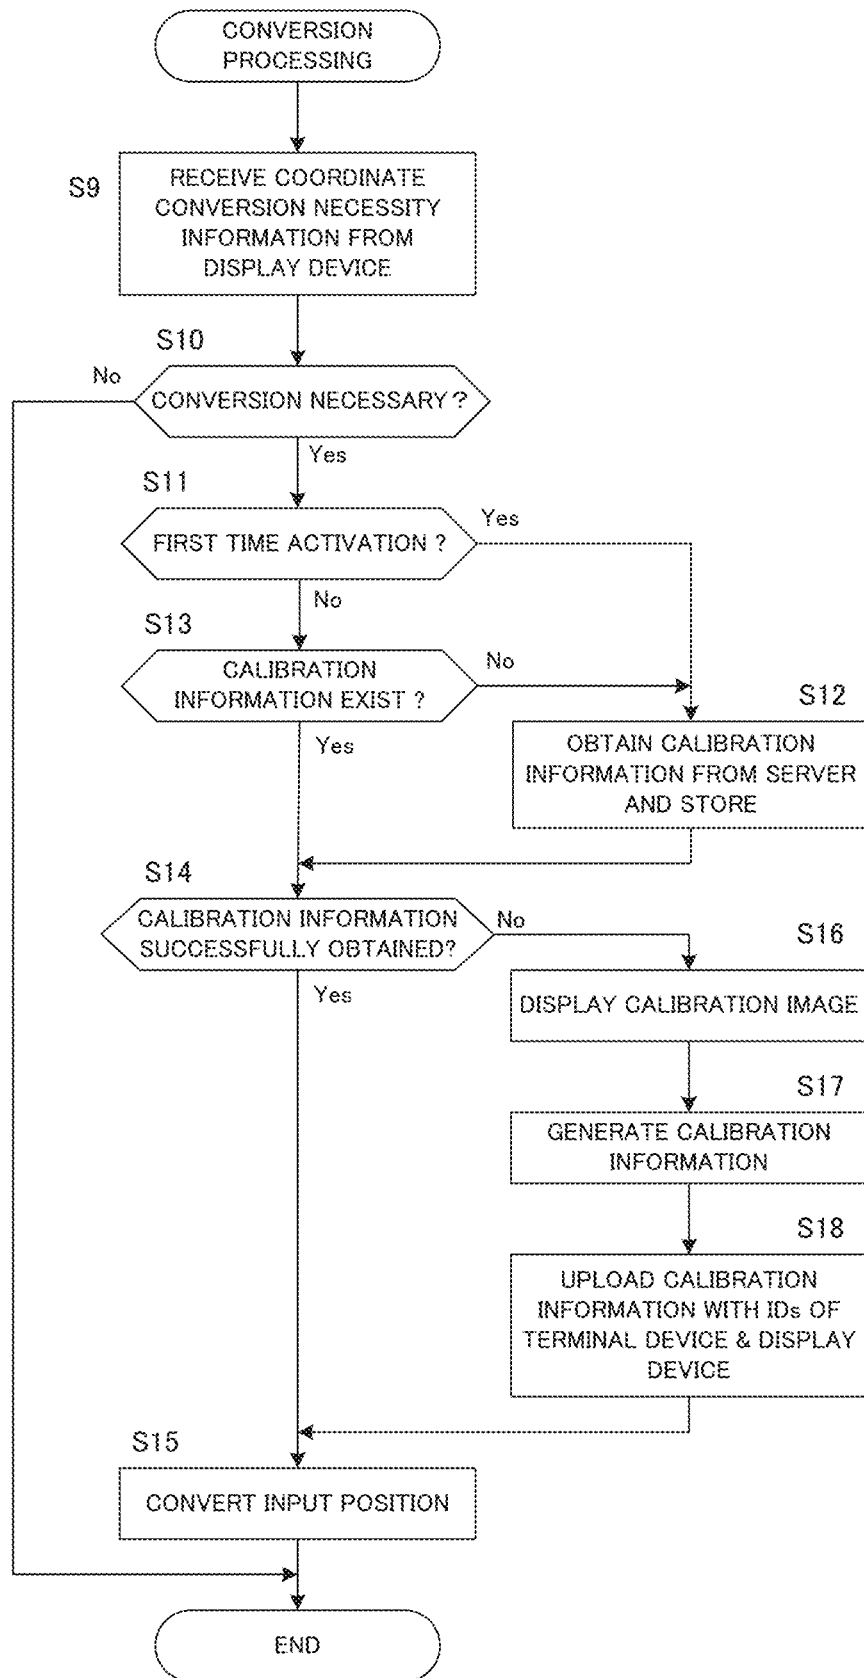 CONVERSION
PROCESSING
S9
RECEIVE COORDINATE
CONVERSION NECESSITY
INFORMATION FROM
DISPLAY DEVICE
S10
No
CONVERSION NECESSARY ?
Yes
S11
FIRST TIME ACTIVATION ?
Yes
No
S13
CALIBRATION
INFORMATION EXIST ?
No
Yes
S12
OBTAIN CALIBRATION
INFORMATION FROM SERVER
AND STORE
S14
CALIBRATION INFORMATION
SUCCESSFULLY OBTAINED?
No
Yes
S16
DISPLAY CALIBRATION IMAGE
S17
GENERATE CALIBRATION
INFORMATION
S18
UPLOAD CALIBRATION
INFORMATION WITH IDs OF
TERMINAL DEVICE & DISPLAY
DEVICE
S15
CONVERT INPUT POSITION
END